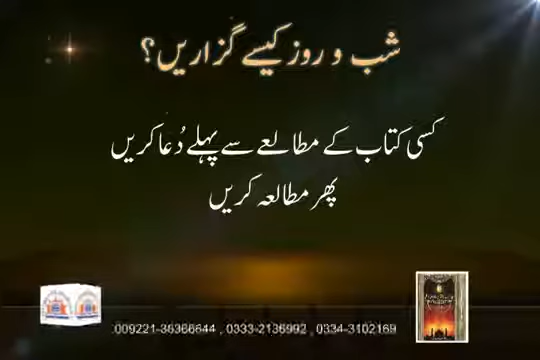 شب و روز کیسے گزاریں؟
کسی کتاب کے مطالعے سے پہلے دُعا کریں
پھر مطالعہ کریں
009221-36366644 , 0333-2136992 , 0334-3102169